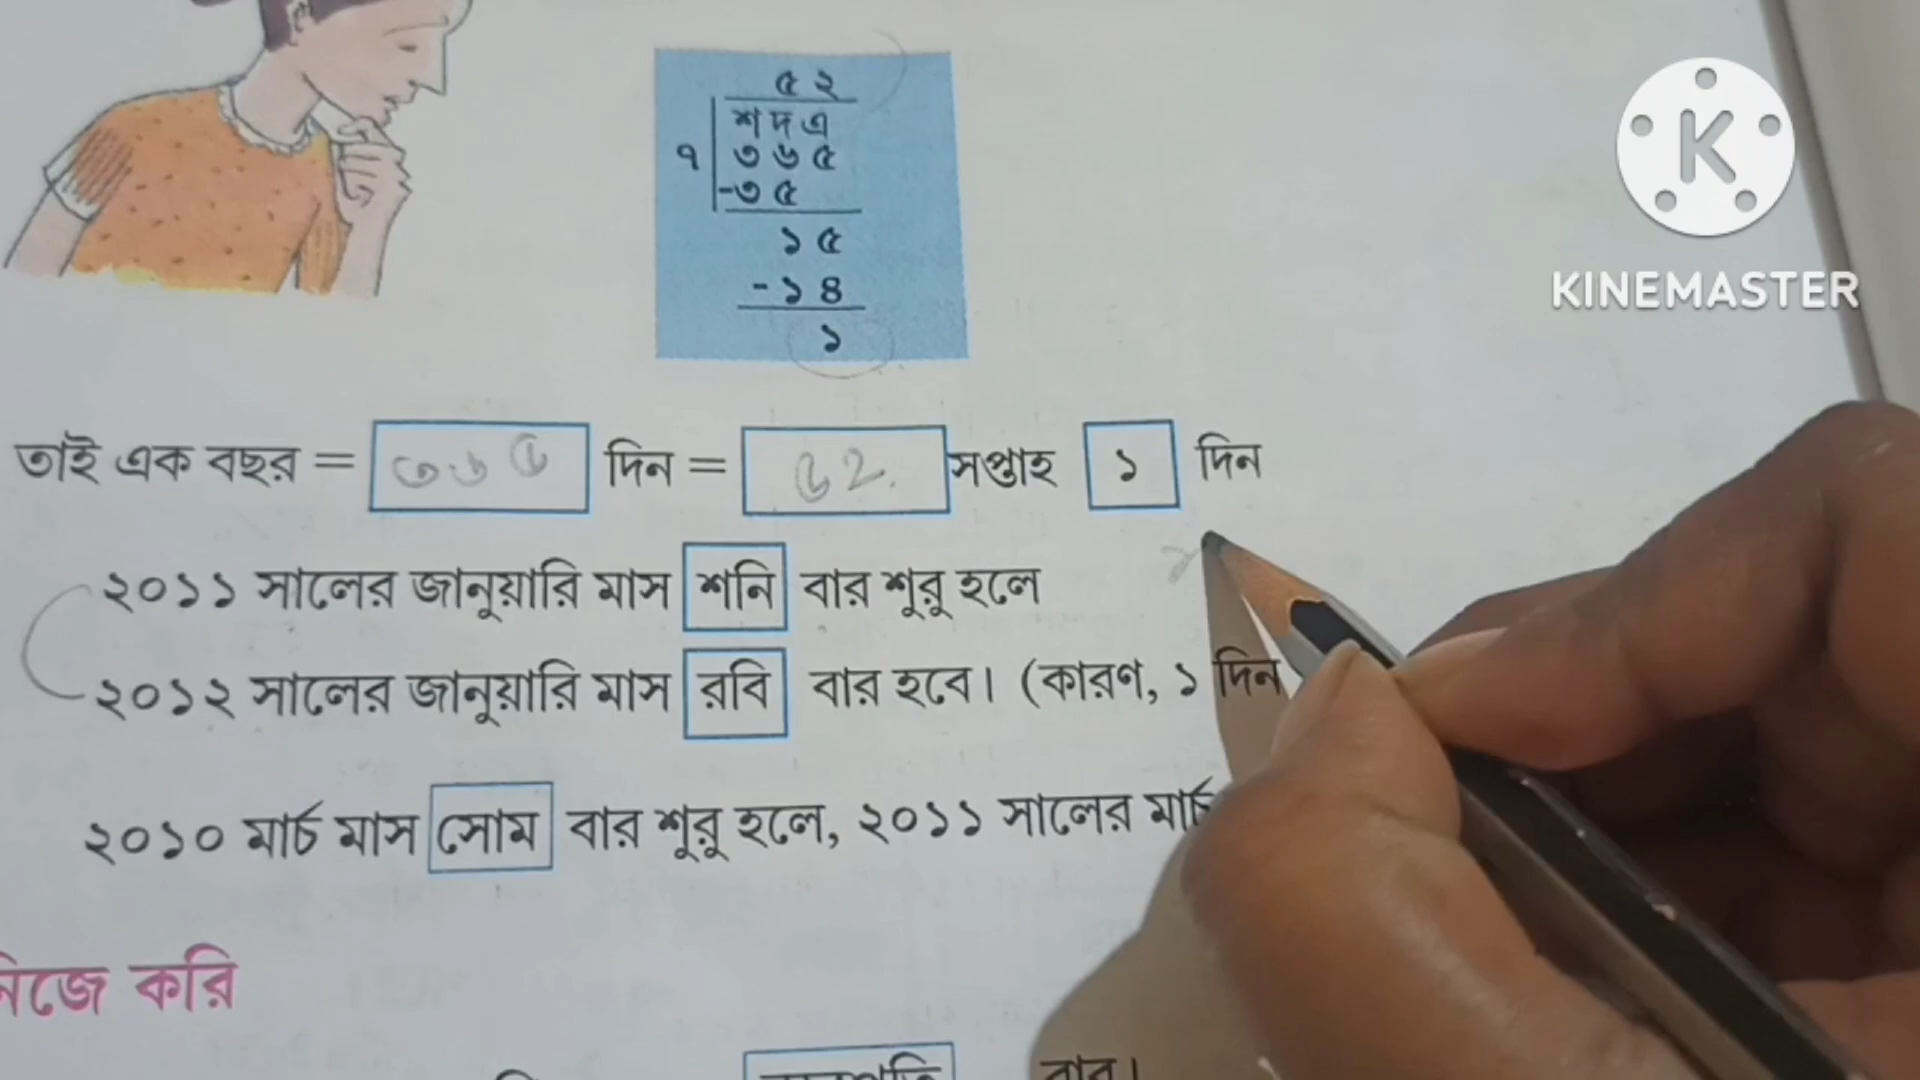 ৫২
শ দ এ
৭ ৩৬৫
-৩৫
১৫
-১৪
১
K
KINEMASTER
তাই এক বছর = ৩৬৫ দিন = ৫২ সপ্তাহ ১ দিন
২০১১ সালের জানুয়ারি মাস শনি বার শুরু হলে
২০১২ সালের জানুয়ারি মাস রবি বার হবে। (কারণ, ১ দিন
২০১০ মার্চ মাস সোম বার শুরু হলে, ২০১১ সালের মার্চ
নিজে করি
বার।